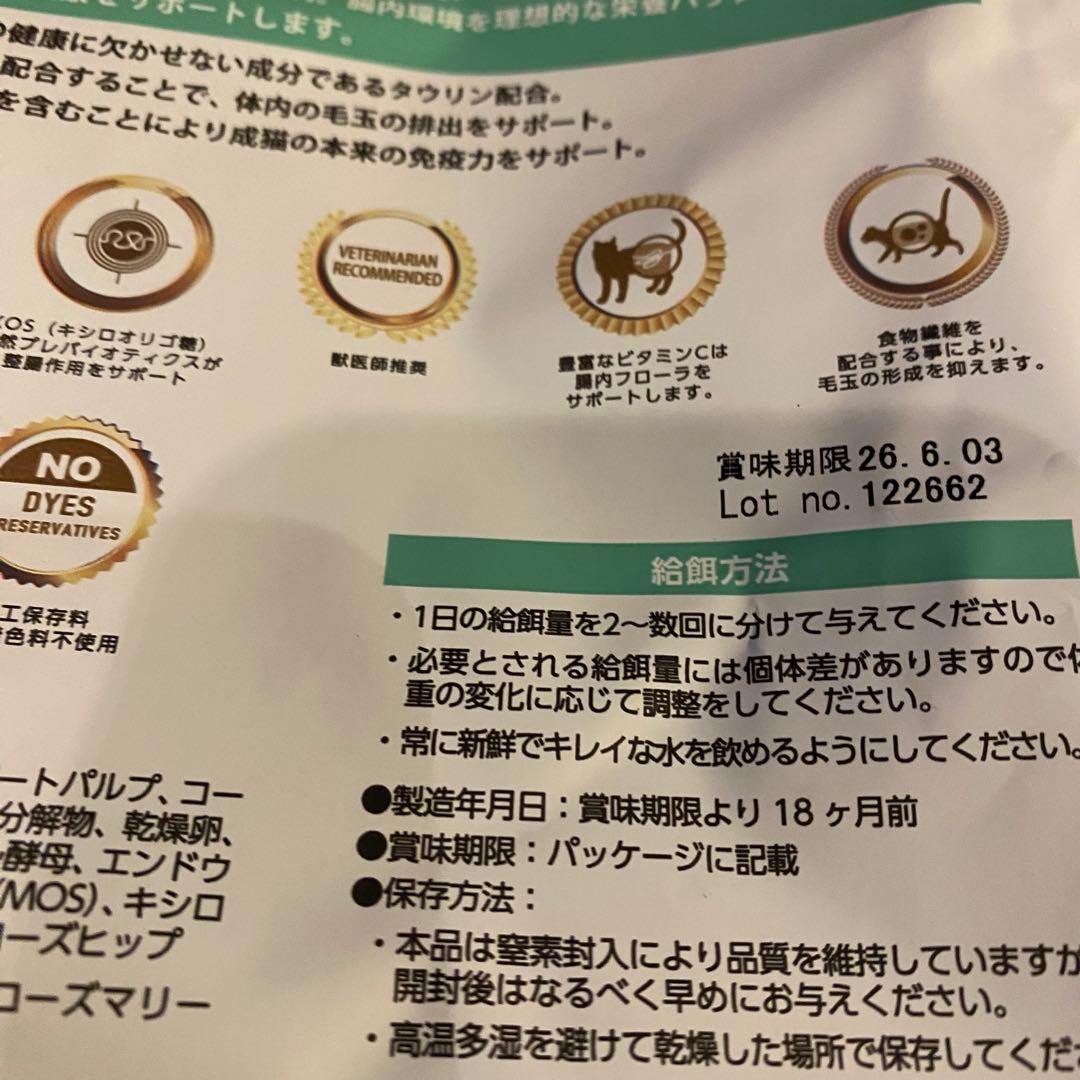 サポートします。
腸内環境を理想的な栄養バラ
健康に欠かせない成分であるタウリン配合。
配合することで、体内の毛玉の排出をサポート。
を含むことにより成猫の本来の免疫力をサポート。
XOS（キシロオリゴ糖）
然プレバイオティクスが
整腸作用をサポート
VETERINARIAN
RECOMMENDED
獣医師推奨
豊富なビタミンCは
腸内フローラを
サポートします。
食物繊維を
配合する事により、
毛玉の形成を抑えます。
NO
DYES
RESERVATIVES
工保存料
色料不使用
賞味期限26.6.03
Lot no.122662
給餌方法
・1日の給餌量を2〜数回に分けて与えてください。
・必要とされる給餌量には個体差がありますので体
重の変化に応じて調整をしてください。
・常に新鮮でキレイな水を飲めるようにしてください。
●製造年月日：賞味期限より18ヶ月前
●賞味期限：パッケージに記載
●保存方法：
・本品は窒素封入により品質を維持していますが
開封後はなるべく早めにお与えください。
・高温多湿を避けて乾燥した場所で保存してくださ
ートパルプ、コー
分解物、乾燥卵、
酵母、エンドウ
(MOS)、キシロ
ローズヒップ
ローズマリー